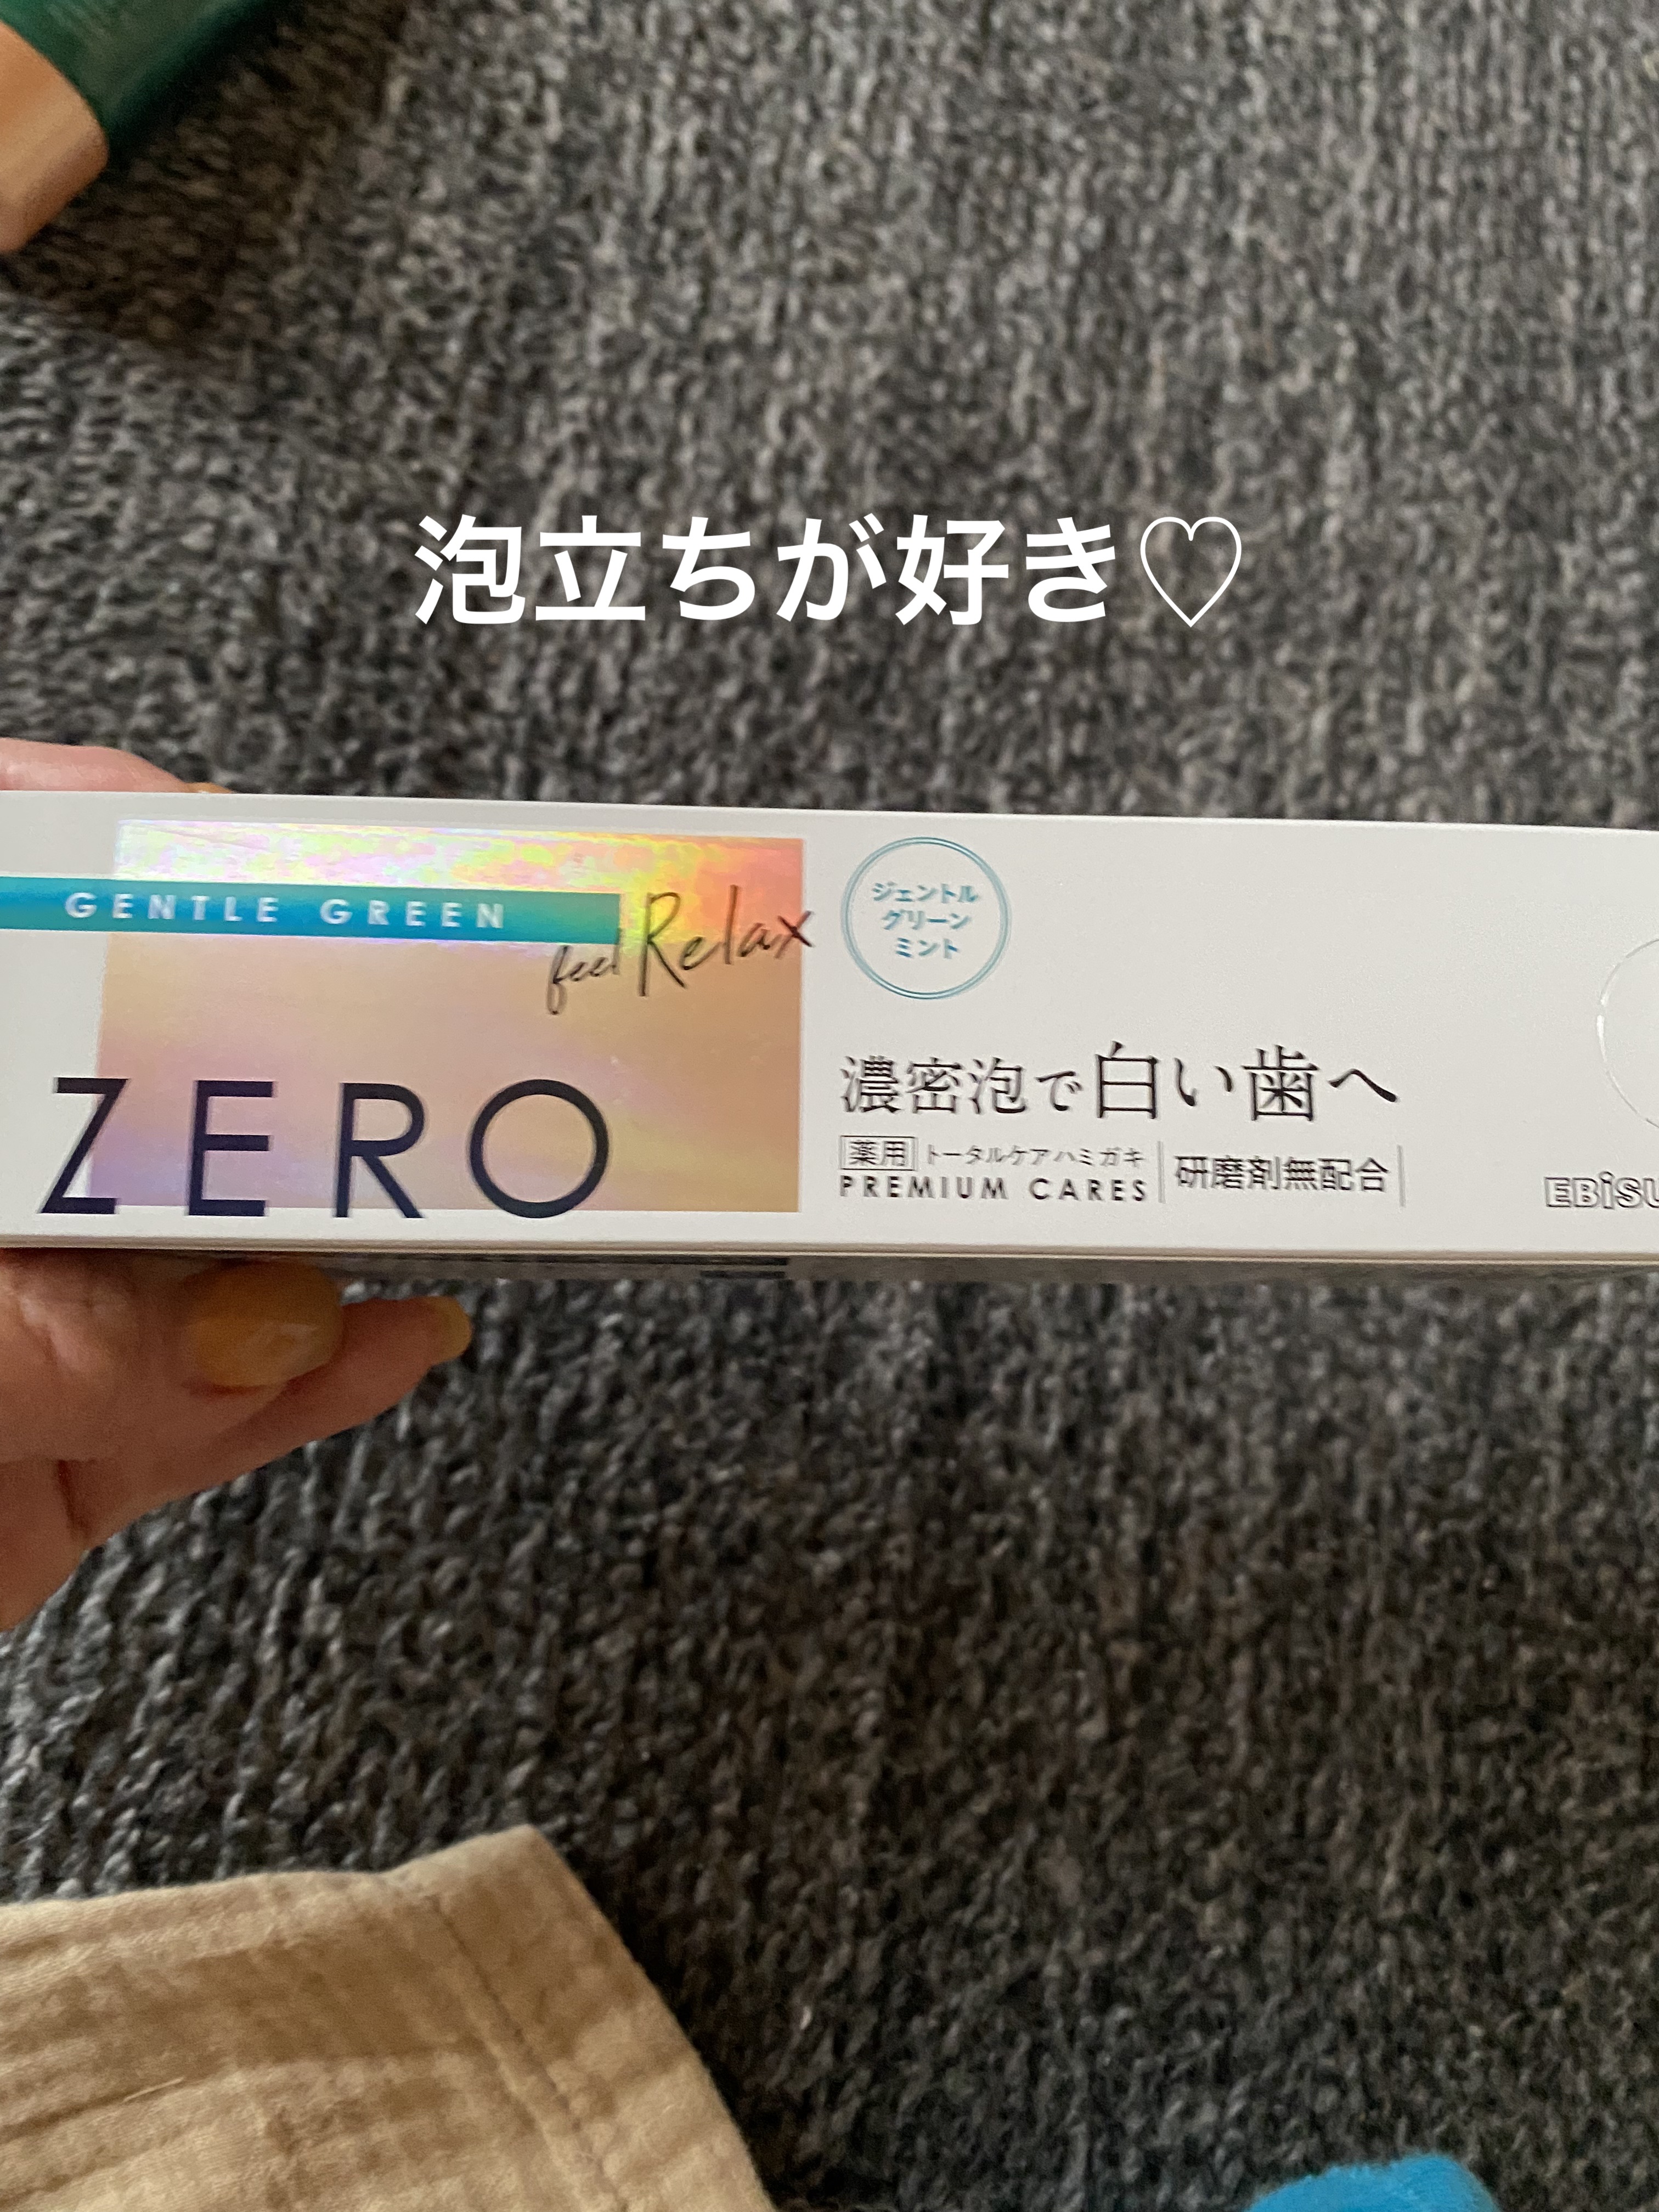 泡立ちが好き♡
GENTLE GREEN
feel Relax
ZERO
ジェントル
グリーン
ミント
濃密泡で白い歯へ
薬用 トータルケアハミガキ
PREMIUM CARES
研磨剤無配合